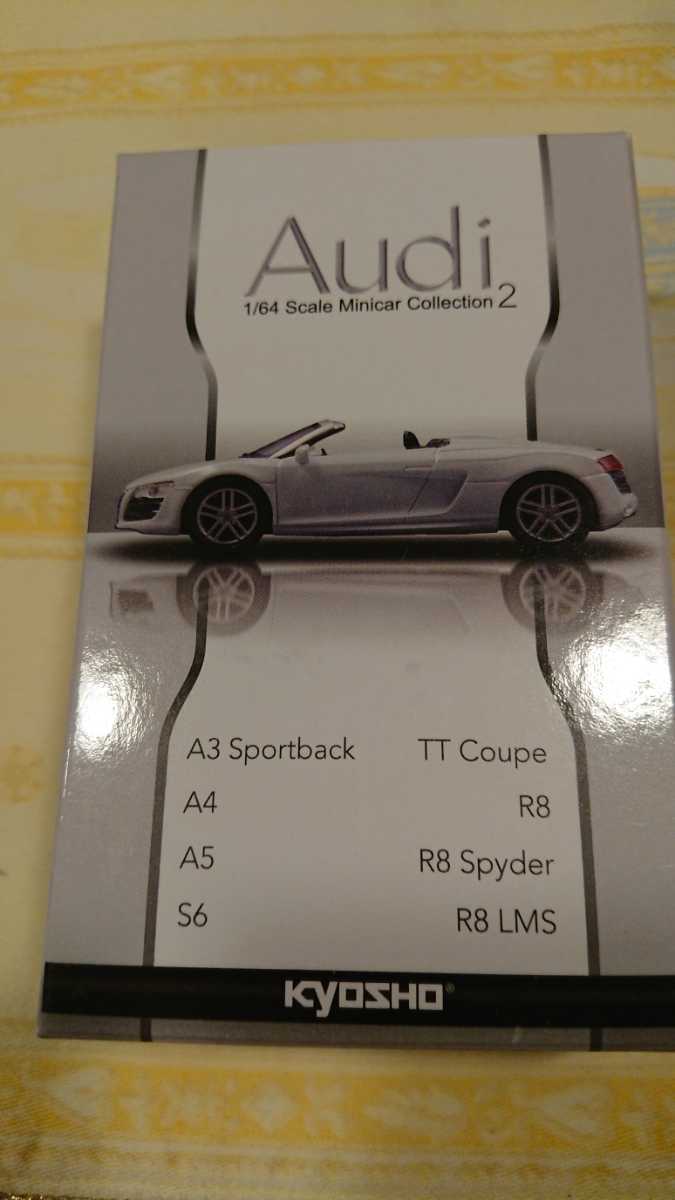 Audi
1/64 Scale Minicar Collection 2
A3 Sportback
A4
A5
S6
TT Coupe
R8
R8 Spyder
R8 LMS
KYOSHO®